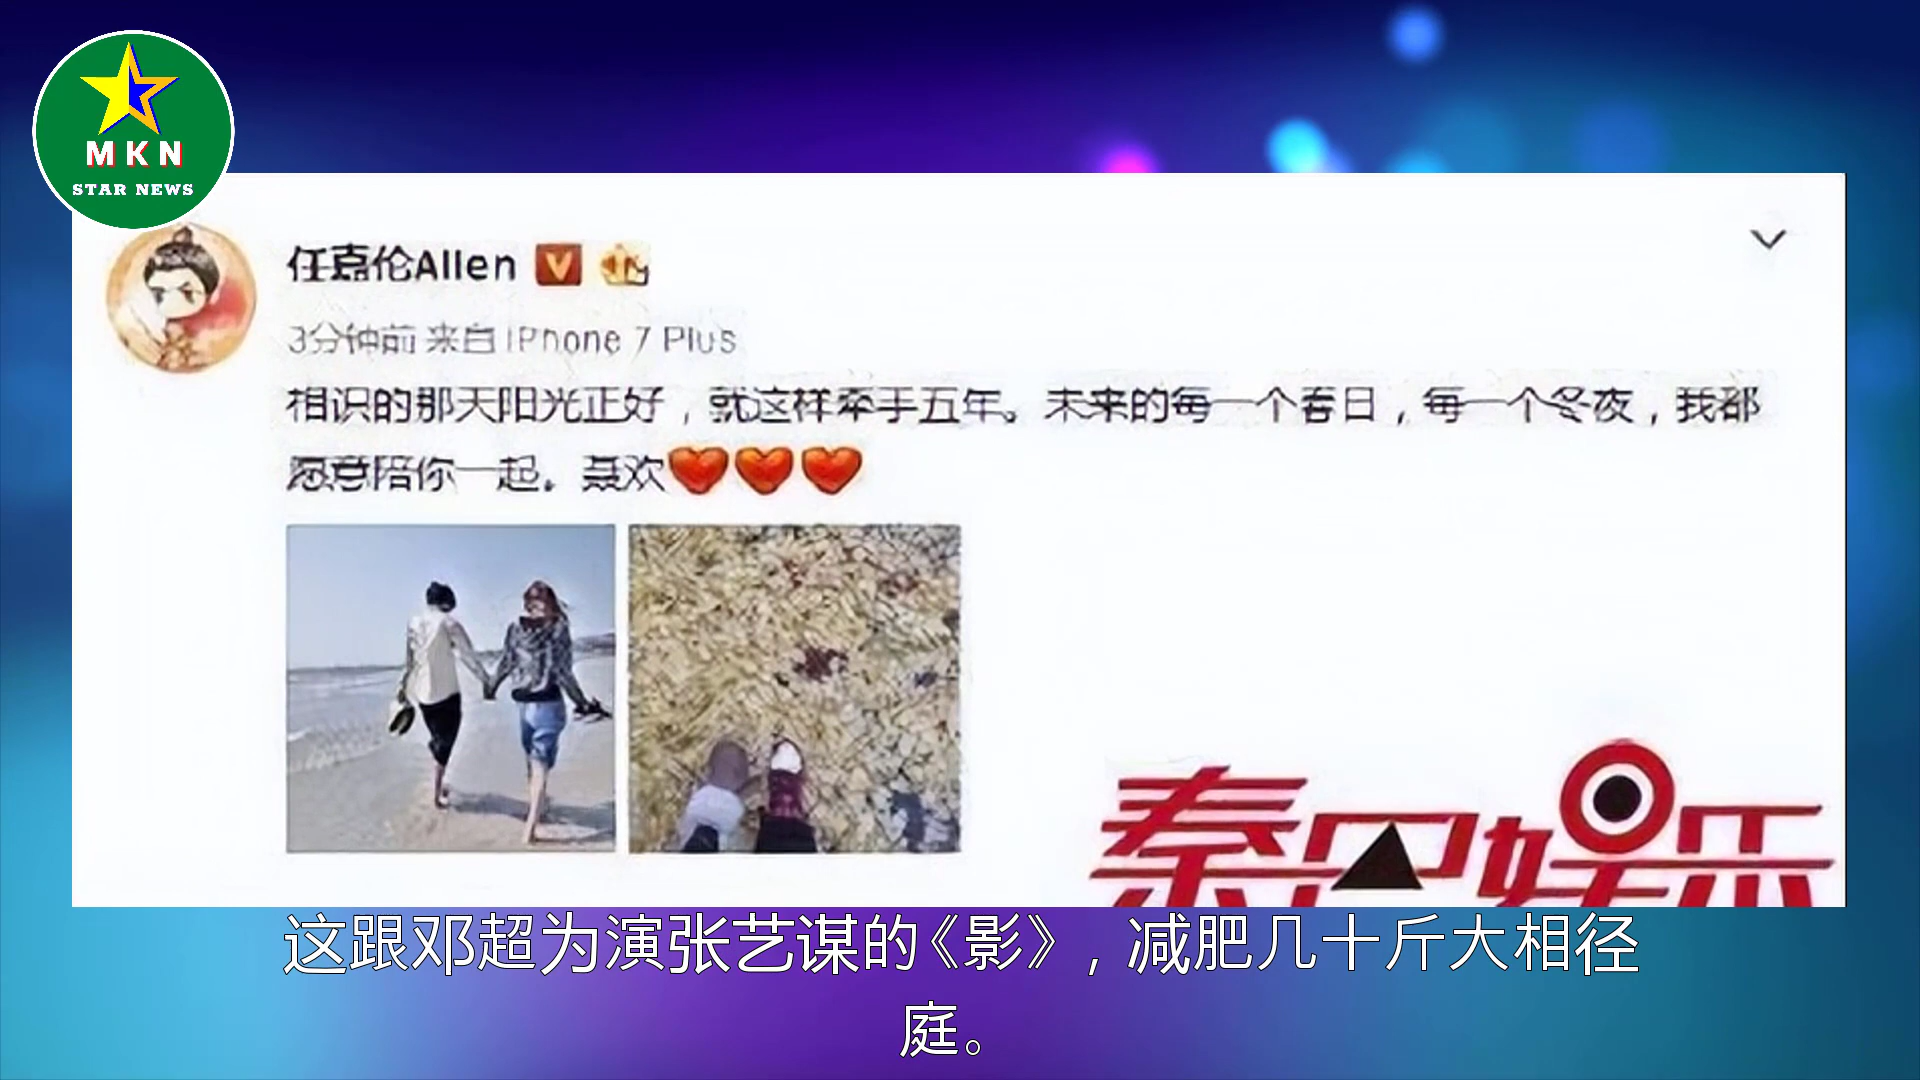 MKN
STAR NEWS
任嘉伦Allen
3分钟前 来自 iPhone 7 Plus
相识的那天阳光正好，就这样牵手五年。未来的每一个春日，每一个冬夜，我都
愿意陪你一起。聂欢
娱乐
这跟邓超为演张艺谋的《影》，减肥几十斤大相径
庭。